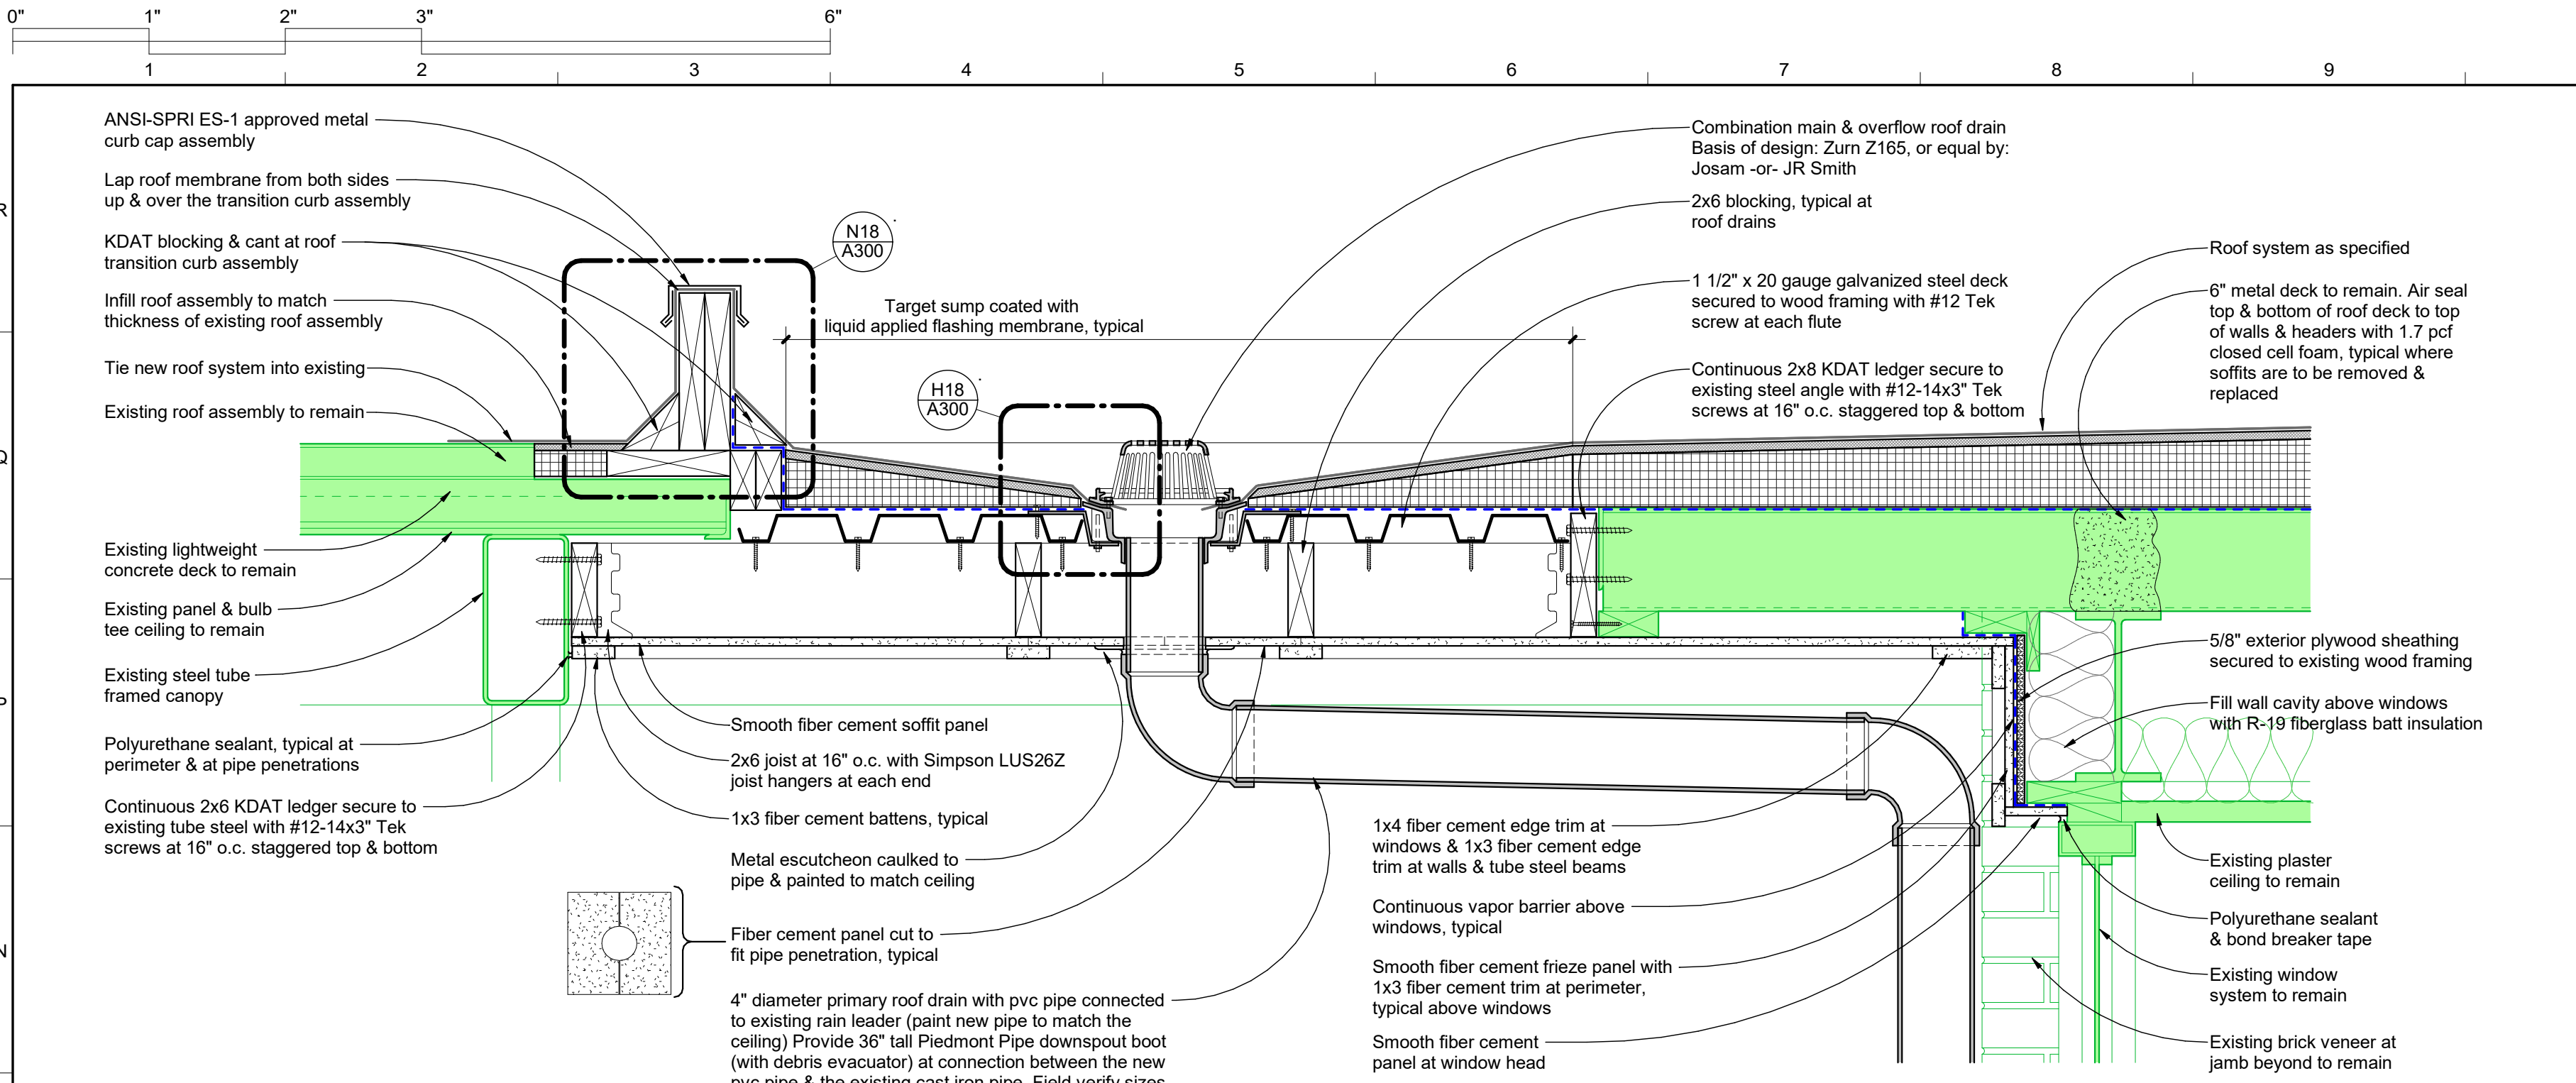 0" 1" 2" 3" 6"
1 2 3 4 5 6 7 8 9
R
Q
P
N
ANSI-SPRI ES-1 approved metal
curb cap assembly
Lap roof membrane from both sides
up & over the transition curb assembly
KDAT blocking & cant at roof
transition curb assembly
Infill roof assembly to match
thickness of existing roof assembly
Tie new roof system into existing
Existing roof assembly to remain
Existing lightweight
concrete deck to remain
Existing panel & bulb
tee ceiling to remain
Existing steel tube
framed canopy
Polyurethane sealant, typical at
perimeter & at pipe penetrations
Continuous 2x6 KDAT ledger secure to
existing tube steel with #12-14x3" Tek
screws at 16" o.c. staggered top & bottom
N18
A300
Target sump coated with
liquid applied flashing membrane, typical
H18
A300
Smooth fiber cement soffit panel
2x6 joist at 16" o.c. with Simpson LUS26Z
joist hangers at each end
1x3 fiber cement battens, typical
Metal escutcheon caulked to
pipe & painted to match ceiling
Fiber cement panel cut to
fit pipe penetration, typical
4" diameter primary roof drain with pvc pipe connected
to existing rain leader (paint new pipe to match the
ceiling) Provide 36" tall Piedmont Pipe downspout boot
(with debris evacuator) at connection between the new
pvc pipe & the existing cast iron pipe. Field verify sizes
Combination main & overflow roof drain
Basis of design: Zurn Z165, or equal by:
Josam -or- JR Smith
2x6 blocking, typical at
roof drains
1 1/2" x 20 gauge galvanized steel deck
secured to wood framing with #12 Tek
screw at each flute
Continuous 2x8 KDAT ledger secure to
existing steel angle with #12-14x3" Tek
screws at 16" o.c. staggered top & bottom
1x4 fiber cement edge trim at
windows & 1x3 fiber cement edge
trim at walls & tube steel beams
Continuous vapor barrier above
windows, typical
Smooth fiber cement frieze panel with
1x3 fiber cement trim at perimeter,
typical above windows
Smooth fiber cement
panel at window head
Roof system as specified
6" metal deck to remain. Air seal
top & bottom of roof deck to top
of walls & headers with 1.7 pcf
closed cell foam, typical where
soffits are to be removed &
replaced
5/8" exterior plywood sheathing
secured to existing wood framing
Fill wall cavity above windows
with R-19 fiberglass batt insulation
Existing plaster
ceiling to remain
Polyurethane sealant
& bond breaker tape
Existing window
system to remain
Existing brick veneer at
jamb beyond to remain